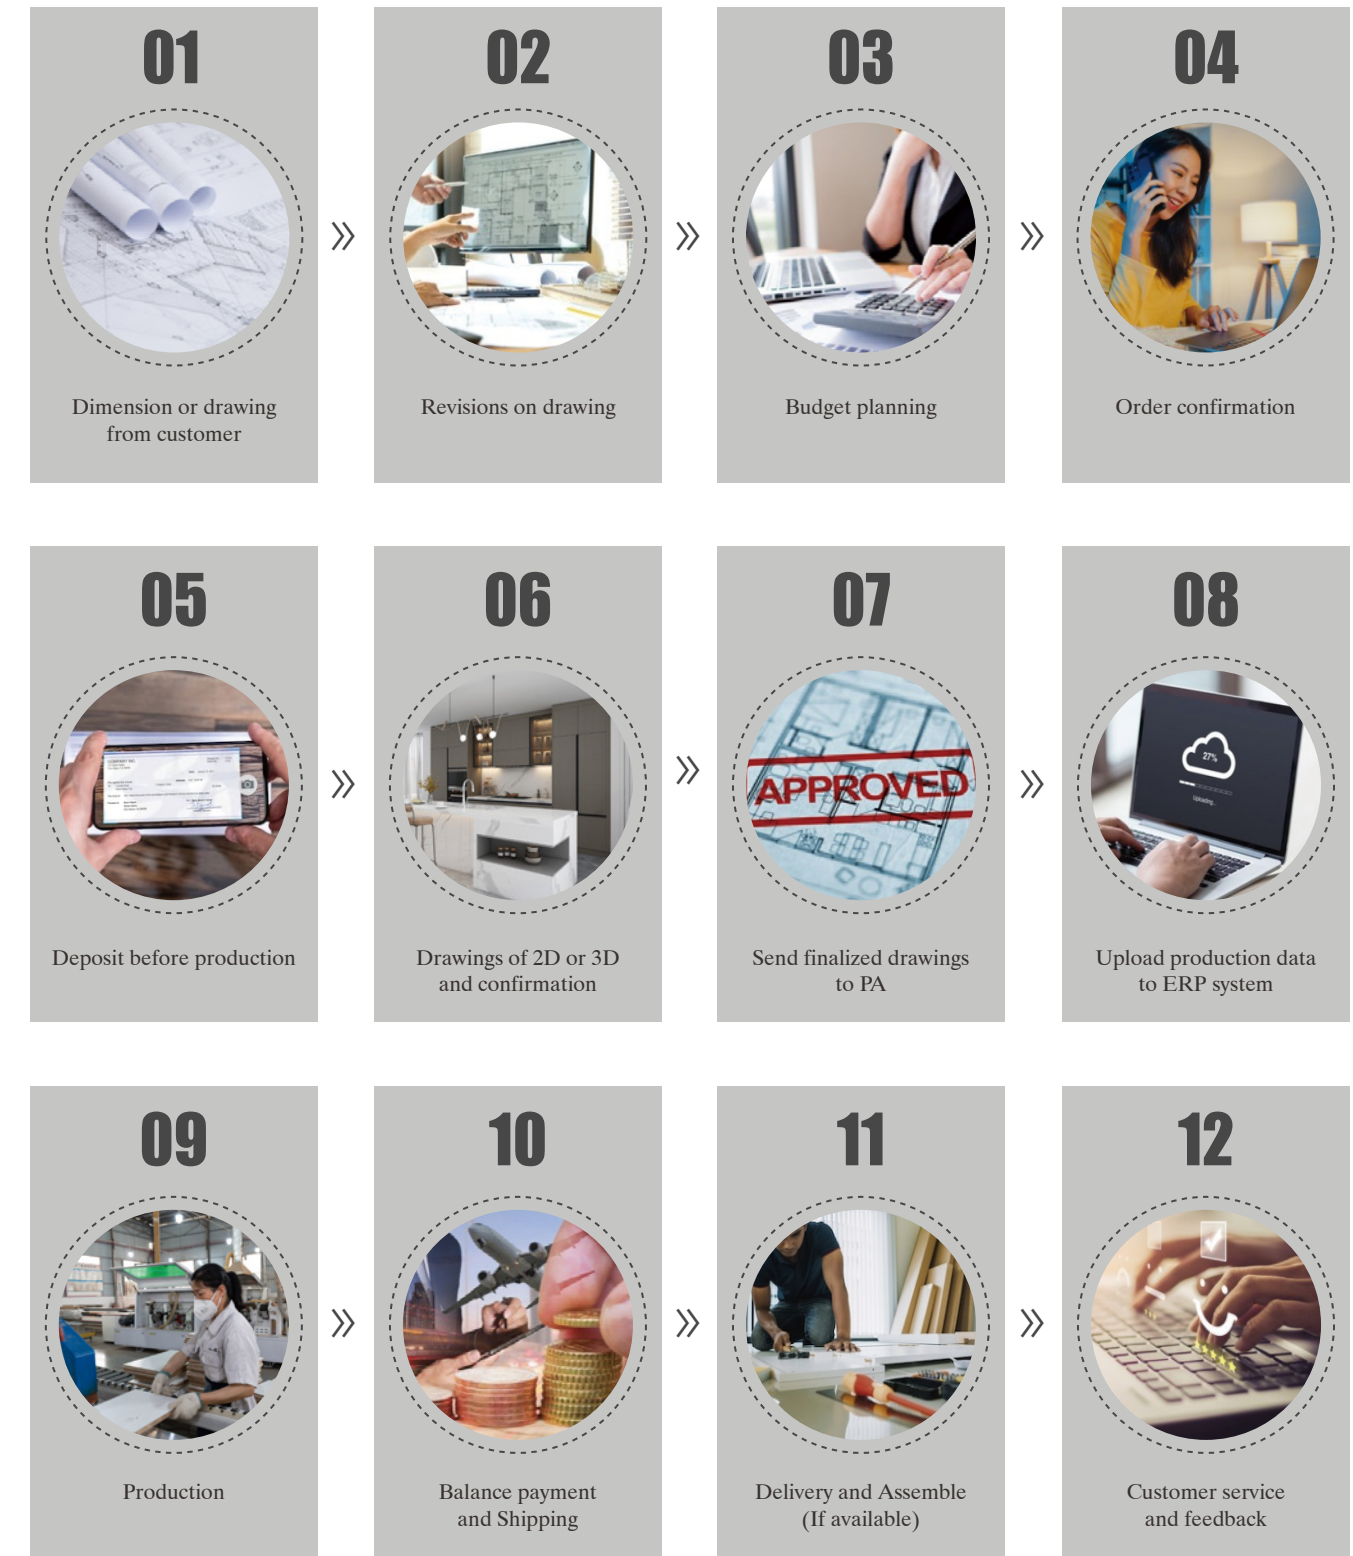 01
02
03
04
Dimension or drawing
from customer
Revisions on drawing
Budget planning
Order confirmation
05
06
07
08
APPROVED
27%
Uploading...
Deposit before production
Drawings of 2D or 3D
and confirmation
Send finalized drawings
to PA
Upload production data
to ERP system
09
10
11
12
Production
Balance payment
and Shipping
Delivery and Assemble
(If available)
Customer service
and feedback